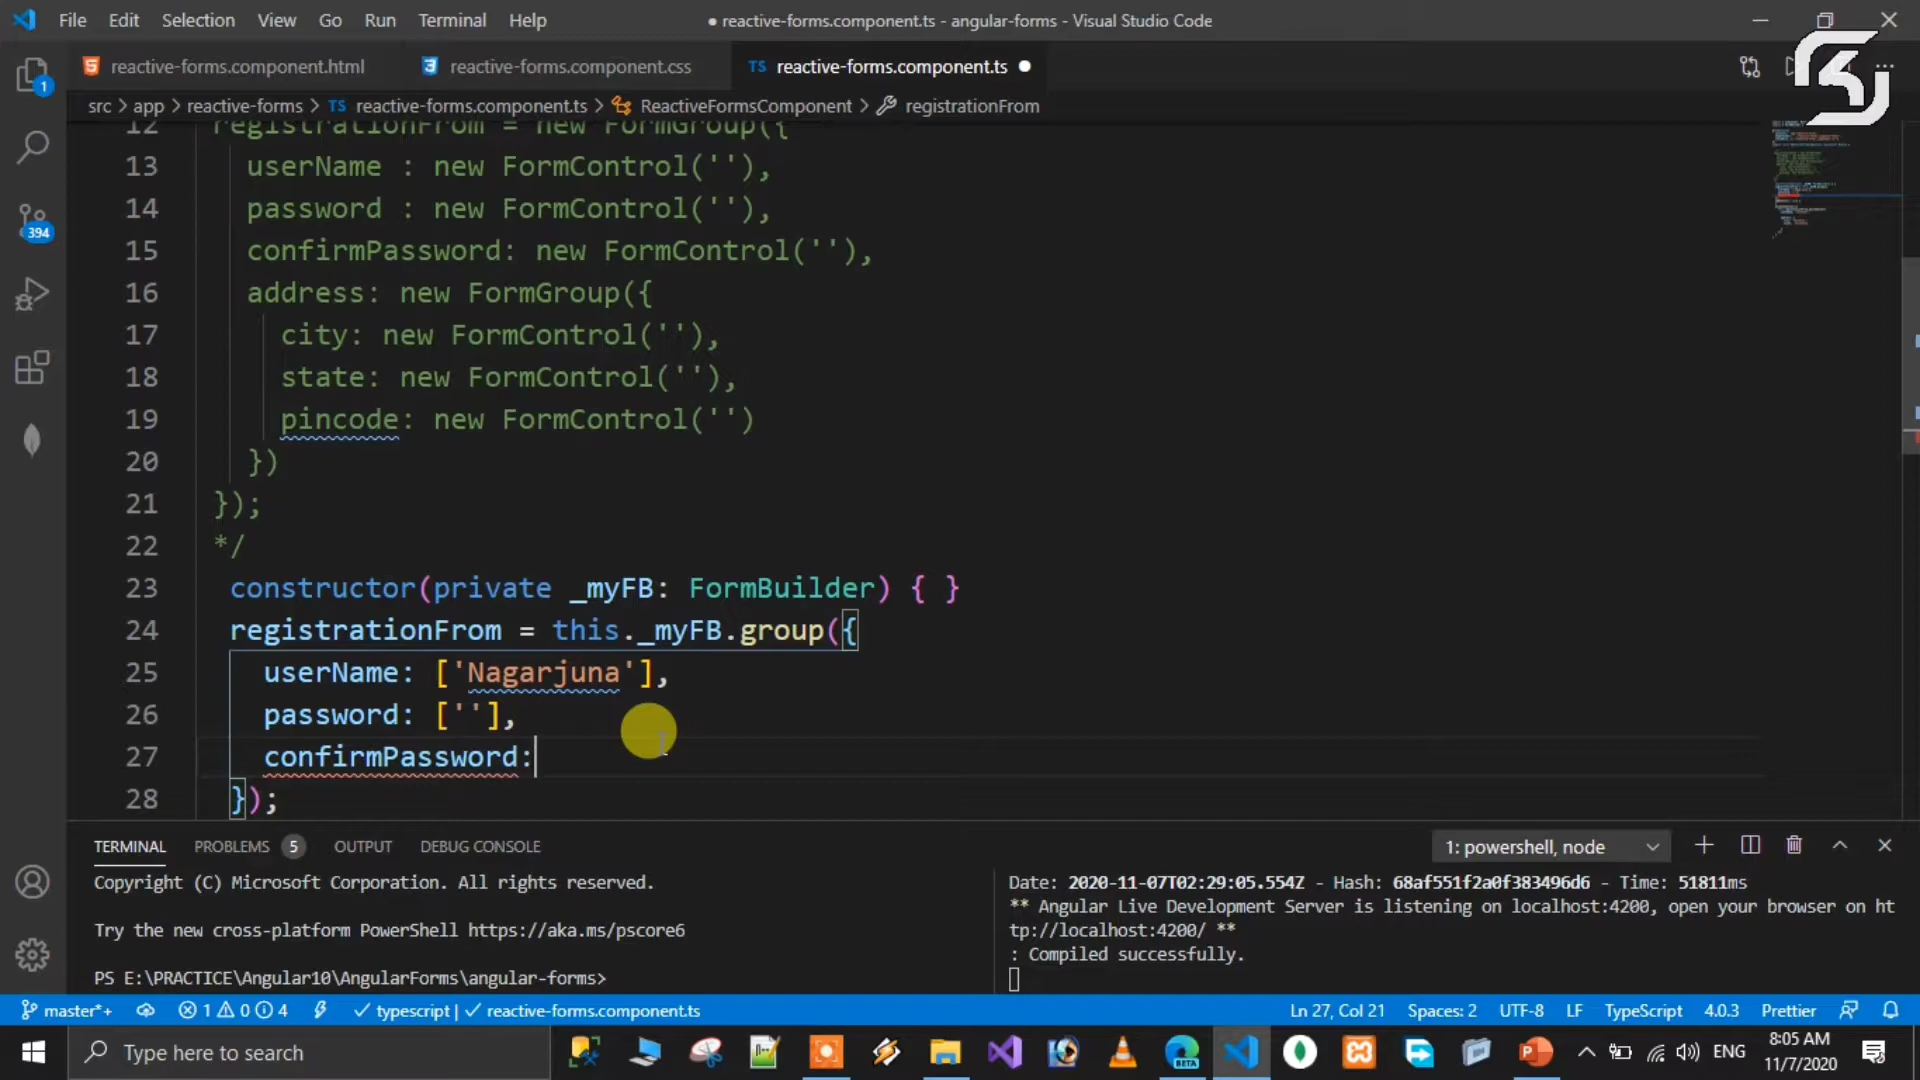 File Edit Selection View Go Run Terminal Help
● reactive-forms.component.ts - angular-forms - Visual Studio Code
reactive-forms.component.html
reactive-forms.component.css
TS reactive-forms.component.ts ●
src > app > reactive-forms > TS reactive-forms.component.ts > ReactiveFormsComponent > registrationFrom
12 registrationFrom = new FormGroup({
13 userName : new FormControl(''),
14 password : new FormControl(''),
15 confirmPassword: new FormControl(''),
16 address: new FormGroup({
17 city: new FormControl(''),
18 state: new FormControl(''),
19 pincode: new FormControl('')
20 })
21 });
22 */
23 constructor(private _myFB: FormBuilder) { }
24 registrationFrom = this._myFB.group({
25 userName: ['Nagarjuna'],
26 password: [''],
27 confirmPassword:
28 });
1
394
TERMINAL PROBLEMS 5 OUTPUT DEBUG CONSOLE
1: powershell, node
Copyright (C) Microsoft Corporation. All rights reserved.
Try the new cross-platform PowerShell https://aka.ms/pscore6
PS E:\PRACTICE\Angular10\AngularForms\angular-forms>
Date: 2020-11-07T02:29:05.554Z - Hash: 68af551f2a0f383496d6 - Time: 51811ms
** Angular Live Development Server is listening on localhost:4200, open your browser on ht
tp://localhost:4200/ **
: Compiled successfully.
master*+ 1 0 4 typescript | reactive-forms.component.ts
Ln 27, Col 21 Spaces: 2 UTF-8 LF TypeScript 4.0.3 Prettier
Type here to search
BETA
ENG
8:05 AM
11/7/2020